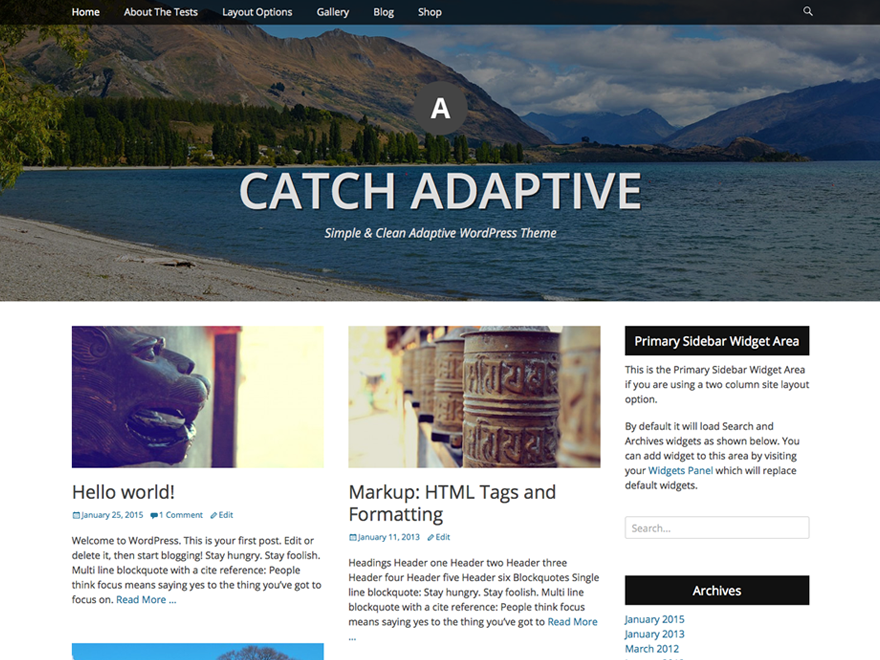 Home About The Tests Layout Options Gallery Blog Shop
A
CATCH ADAPTIVE
Simple & Clean Adaptive WordPress Theme
Hello world!
January 25, 2015 1 Comment Edit
Welcome to WordPress. This is your first post. Edit or
delete it, then start blogging! Stay hungry. Stay foolish.
Multi line blockquote with a cite reference: People
think focus means saying yes to the thing you’ve got to
focus on. Read More ...
Markup: HTML Tags and
Formatting
January 11, 2013 Edit
Headings Header one Header two Header three
Header four Header five Header six Blockquotes Single
line blockquote: Stay hungry. Stay foolish. Multi line
blockquote with a cite reference: People think focus
means saying yes to the thing you’ve got to Read More
...
Primary Sidebar Widget Area
This is the Primary Sidebar Widget Area
if you are using a two column site layout
option.
By default it will load Search and
Archives widgets as shown below. You
can add widget to this area by visiting
your Widgets Panel which will replace
default widgets.
Search...
Archives
January 2015
January 2013
March 2012